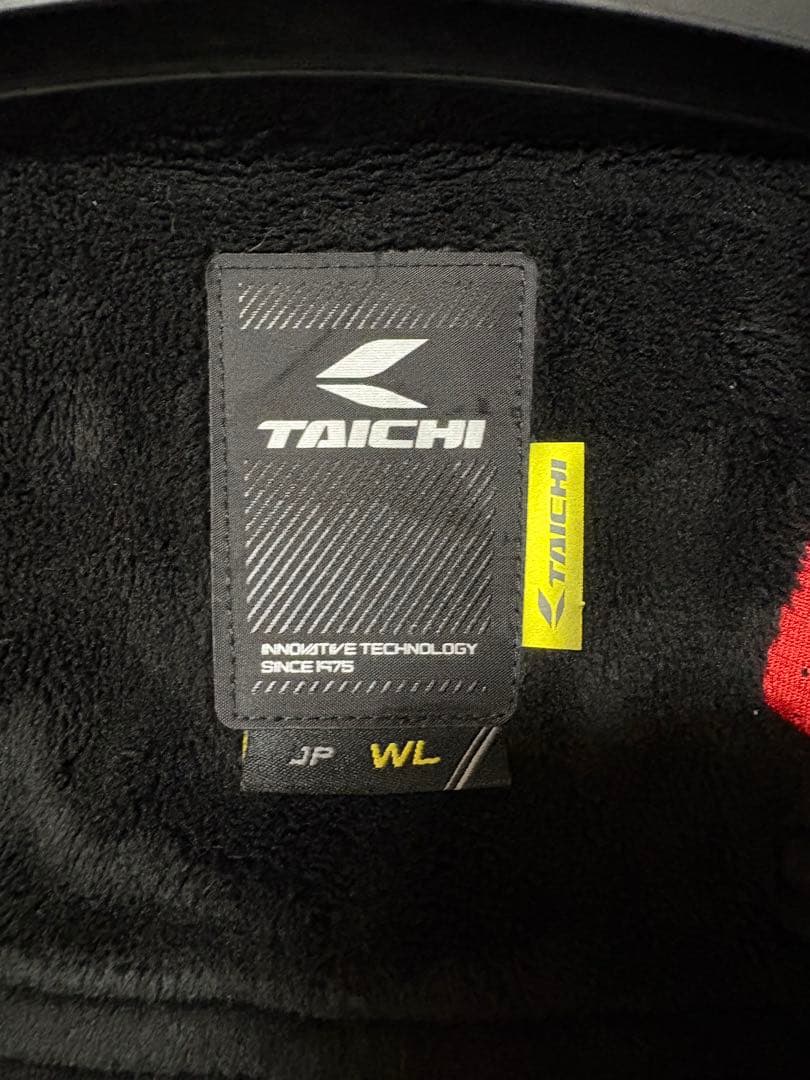 TAICHI
TAICHI
INNOVATIVE TECHNOLOGY
SINCE 1975
JP WL